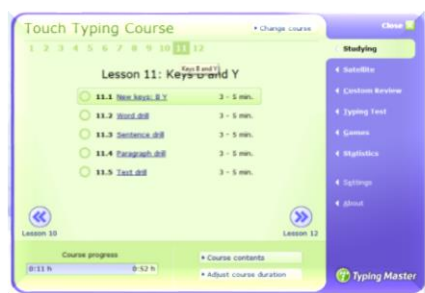 Touch Typing Course
Change course
Close
1 2 3 4 5 6 7 8 9 10 11 12
Keys B and Y
Lesson 11: Keys B and Y
11.1 New keys: B Y 3 - 5 min.
11.2 Word drill 3 - 5 min.
11.3 Sentence drill 3 - 5 min.
11.4 Paragraph drill 3 - 5 min.
11.5 Text drill 3 - 5 min.
Lesson 10
Lesson 12
Course progress
0:11 h 0:52 h
Course contents
Adjust course duration
Studying
Satellite
Custom Review
Typing Test
Games
Statistics
Settings
About
Typing Master